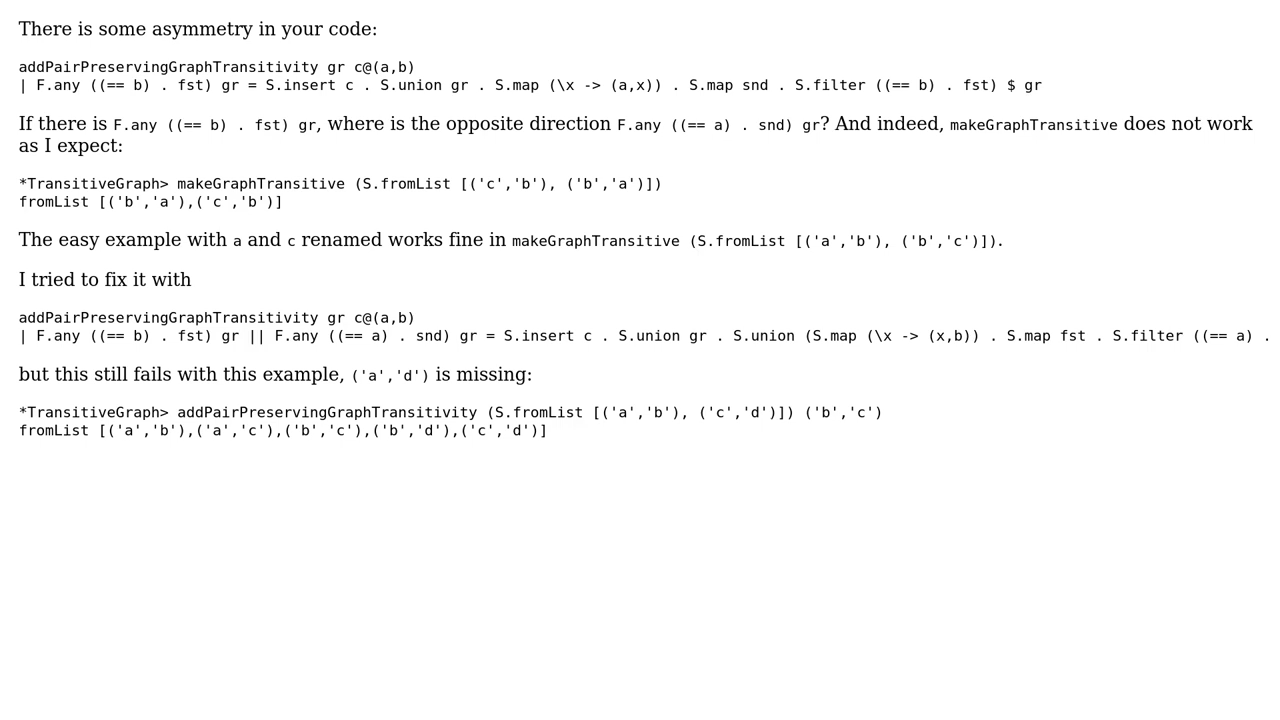 There is some asymmetry in your code:
addPairPreservingGraphTransitivity gr c@(a,b)
| F.any ((== b) . fst) gr = S.insert c . S.union gr . S.map (\x -> (a,x)) . S.map snd . S.filter ((== b) . fst) $ gr
If there is F.any ((== b) . fst) gr, where is the opposite direction F.any ((== a) . snd) gr? And indeed, makeGraphTransitive does not work
as I expect:
*TransitiveGraph> makeGraphTransitive (S.fromList [('c','b'), ('b','a')])
fromList [('b','a'),('c','b')]
The easy example with a and c renamed works fine in makeGraphTransitive (S.fromList [('a','b'), ('b','c')]).
I tried to fix it with
addPairPreservingGraphTransitivity gr c@(a,b)
| F.any ((== b) . fst) gr || F.any ((== a) . snd) gr = S.insert c . S.union gr . S.union (S.map (\x -> (x,b)) . S.map fst . S.filter ((== a) .
but this still fails with this example, ('a','d') is missing:
*TransitiveGraph> addPairPreservingGraphTransitivity (S.fromList [('a','b'), ('c','d')]) ('b','c')
fromList [('a','b'),('a','c'),('b','c'),('b','d'),('c','d')]